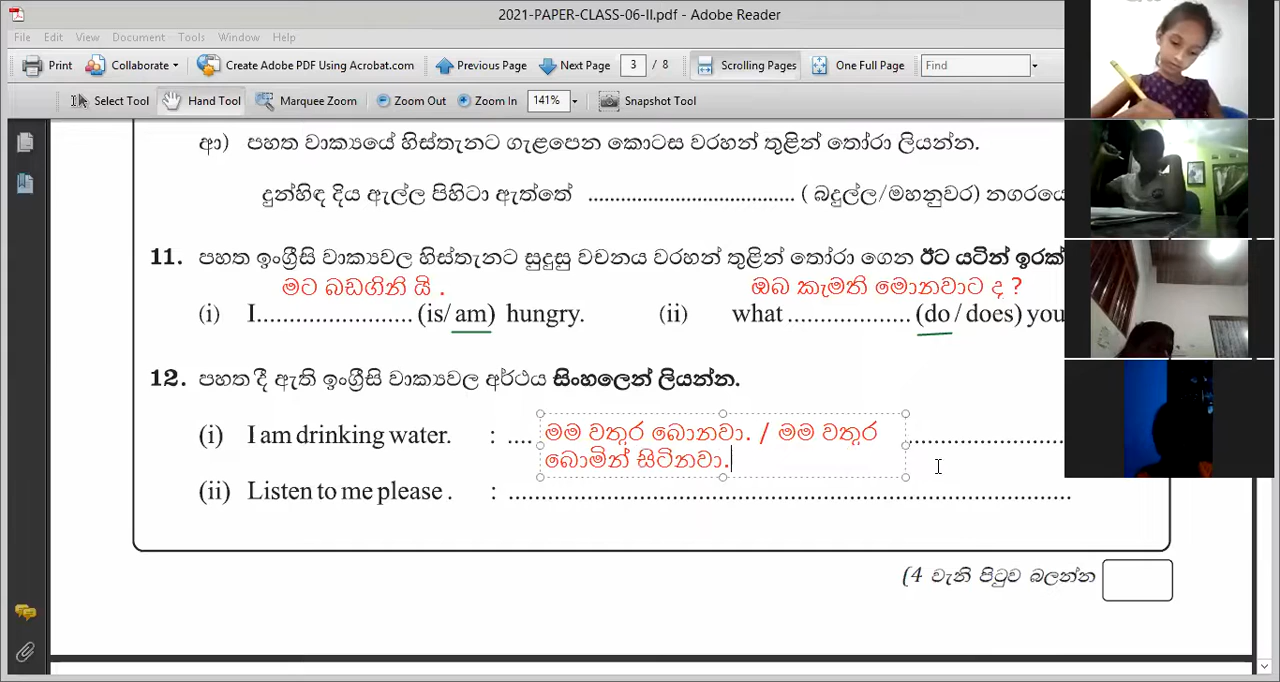 2021-PAPER-CLASS-06-II.pdf - Adobe Reader
File Edit View Document Tools Window Help
Print Collaborate Create Adobe PDF Using Acrobat.com Previous Page Next Page 3 / 8 Scrolling Pages One Full Page Find
Select Tool Hand Tool Marquee Zoom Zoom Out Zoom In 141% Snapshot Tool
ආ) පහත වාක්‍යයේ හිස්තැනට ගැළපෙන කොටස වරහන් තුළින් තෝරා ලියන්න.
දුන්හිඳ දිය ඇල්ල පිහිටා ඇත්තේ ...................................... ( බදුල්ල/මහනුවර) නගරයෙ
11. පහත ඉංග්‍රීසි වාක්‍යවල හිස්තැනට සුදුසු වචනය වරහන් තුළින් තෝරා ගෙන ඊට යටින් ඉරක්
මට බඩගිනි යි . ඔබ කැමති මොනවාට ද ?
(i) I............................. (is/ am) hungry. (ii) what ...................... (do / does) you
12. පහත දී ඇති ඉංග්‍රීසි වාක්‍යවල අර්ථය සිංහලෙන් ලියන්න.
(i) I am drinking water. : .... මම වතුර බොනවා. / මම වතුර ............................
බොමින් සිටිනවා.
(ii) Listen to me please . : ......................................................................................................
(4 වැනි පිටුව බලන්න